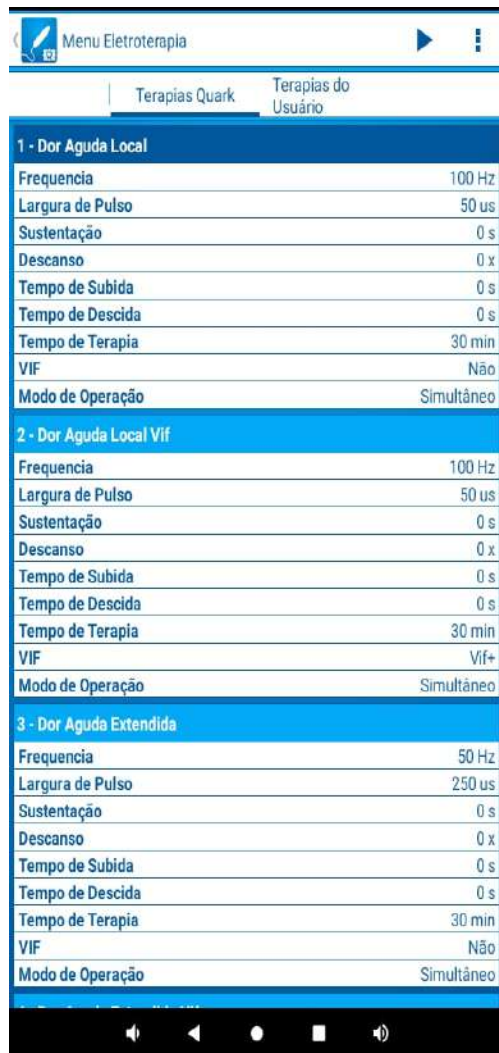 Menu Eletroterapia
Terapias Quark
Terapias do
Usuário
1 - Dor Aguda Local
Frequencia 100 Hz
Largura de Pulso 50 us
Sustentação 0 s
Descanso 0 x
Tempo de Subida 0 s
Tempo de Descida 0 s
Tempo de Terapia 30 min
VIF Não
Modo de Operação Simultâneo
2 - Dor Aguda Local Vif
Frequencia 100 Hz
Largura de Pulso 50 us
Sustentação 0 s
Descanso 0 x
Tempo de Subida 0 s
Tempo de Descida 0 s
Tempo de Terapia 30 min
VIF Vif+
Modo de Operação Simultâneo
3 - Dor Aguda Extendida
Frequencia 50 Hz
Largura de Pulso 250 us
Sustentação 0 s
Descanso 0 x
Tempo de Subida 0 s
Tempo de Descida 0 s
Tempo de Terapia 30 min
VIF Não
Modo de Operação Simultâneo